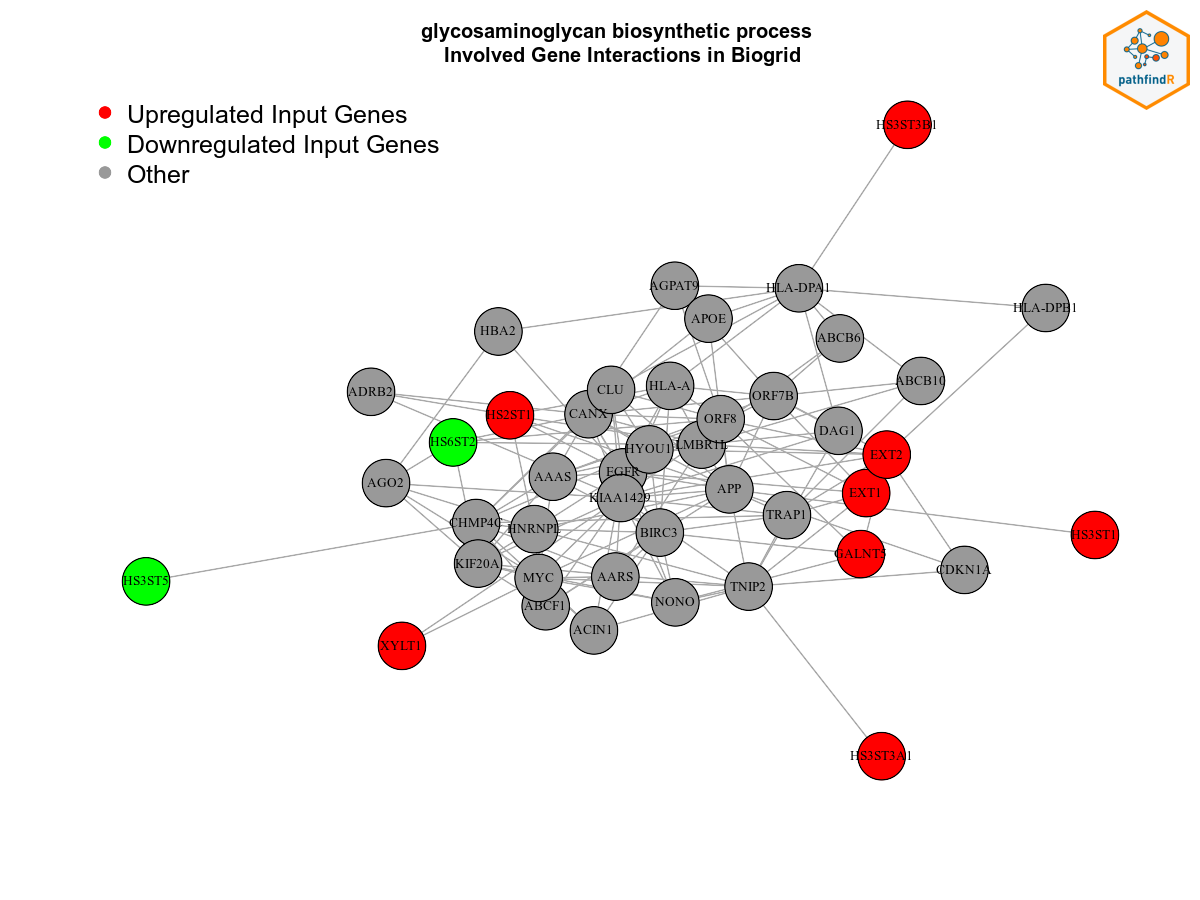 glycosaminoglycan biosynthetic process
Involved Gene Interactions in Biogrid
pathfindR
Upregulated Input Genes
Downregulated Input Genes
Other
HS3ST3B1
AGPAT9
HLA-DPA1
HLA-DPB1
APOE
HBA2
ABCB6
ABCB10
ADRB2
CLU
HLA-A
ORF7B
HS2ST1
CANX
ORF8
DAG1
HS6ST2
HYOU1
LMBR1L
EXT2
AGO2
AAAS
EGFR
KIAA1429
APP
EXT1
CHMP4C
HNRNPL
BIRC3
TRAP1
HS3ST1
KIF20A
GALNT5
CDKN1A
HS3ST5
MYC
AARS
TNIP2
ABCF1
NONO
ACIN1
XYLT1
HS3ST3A1